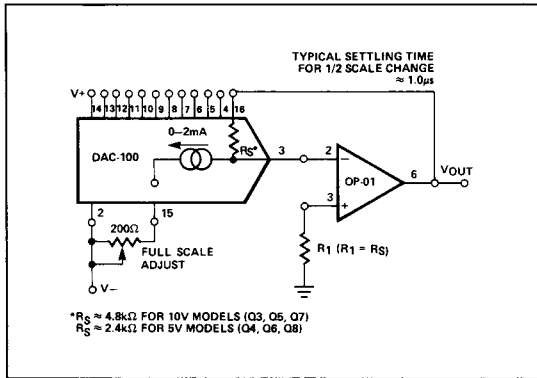 TYPICAL SETTLING TIME
FOR 1/2 SCALE CHANGE
≈ 1.0μs
V+
14 13 12 11 10 9 8 7 6 5 4 16
0–2mA
RS*
DAC-100
3
2
−
OP-01
6
VOUT
3
+
2
200Ω
15
FULL SCALE
ADJUST
R1 (R1 = RS)
V−
*RS ≈ 4.8kΩ FOR 10V MODELS (Q3, Q5, Q7)
RS ≈ 2.4kΩ FOR 5V MODELS (Q4, Q6, Q8)